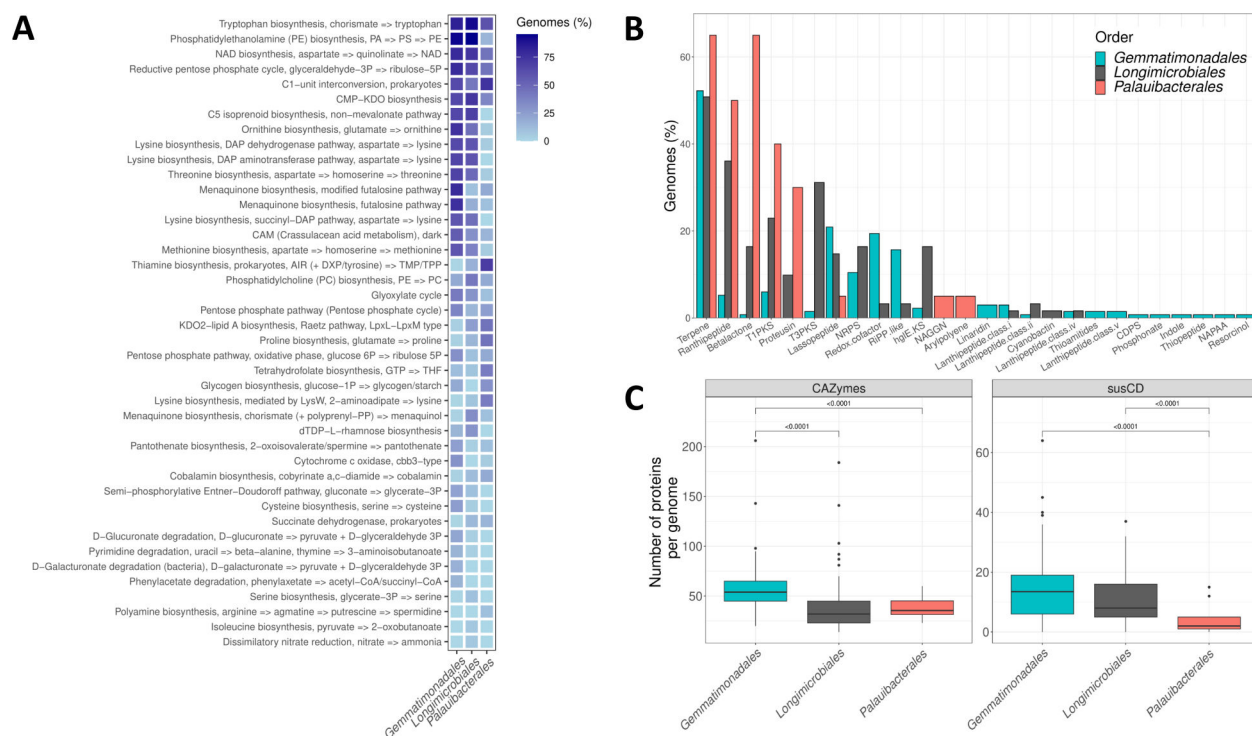 A
Tryptophan biosynthesis, chorismate => tryptophan
Phosphatidylethanolamine (PE) biosynthesis, PA => PS => PE
NAD biosynthesis, aspartate => quinolinate => NAD
Reductive pentose phosphate cycle, glyceraldehyde-3P => ribulose-5P
C1-unit interconversion, prokaryotes
CMP-KDO biosynthesis
C5 isoprenoid biosynthesis, non-mevalonate pathway
Ornithine biosynthesis, glutamate => ornithine
Lysine biosynthesis, DAP dehydrogenase pathway, aspartate => lysine
Lysine biosynthesis, DAP aminotransferase pathway, aspartate => lysine
Threonine biosynthesis, aspartate => homoserine => threonine
Menaquinone biosynthesis, modified futalosine pathway
Menaquinone biosynthesis, futalosine pathway
Lysine biosynthesis, succinyl-DAP pathway, aspartate => lysine
CAM (Crassulacean acid metabolism), dark
Methionine biosynthesis, apartate => homoserine => methionine
Thiamine biosynthesis, prokaryotes, AIR (+ DXP/tyrosine) => TMP/TPP
Phosphatidylcholine (PC) biosynthesis, PE => PC
Glyoxylate cycle
Pentose phosphate pathway (Pentose phosphate cycle)
KDO2-lipid A biosynthesis, Raetz pathway, LpxL-LpxM type
Proline biosynthesis, glutamate => proline
Pentose phosphate pathway, oxidative phase, glucose 6P => ribulose 5P
Tetrahydrofolate biosynthesis, GTP => THF
Glycogen biosynthesis, glucose-1P => glycogen/starch
Lysine biosynthesis, mediated by LysW, 2-aminoadipate => lysine
Menaquinone biosynthesis, chorismate (+ polyprenyl-PP) => menaquinol
dTDP-L-rhamnose biosynthesis
Pantothenate biosynthesis, 2-oxoisovalerate/spermine => pantothenate
Cytochrome c oxidase, cbb3-type
Cobalamin biosynthesis, cobyrinate a,c-diamide => cobalamin
Semi-phosphorylative Entner-Doudoroff pathway, gluconate => glycerate-3P
Cysteine biosynthesis, serine => cysteine
Succinate dehydrogenase, prokaryotes
D-Glucuronate degradation, D-glucuronate => pyruvate + D-glyceraldehyde 3P
Pyrimidine degradation, uracil => beta-alanine, thymine => 3-aminoisobutanoate
D-Galacturonate degradation (bacteria), D-galacturonate => pyruvate + D-glyceraldehyde 3P
Phenylacetate degradation, phenylaxetate => acetyl-CoA/succinyl-CoA
Serine biosynthesis, glycerate-3P => serine
Polyamine biosynthesis, arginine => agmatine => putrescine => spermidine
Isoleucine biosynthesis, pyruvate => 2-oxobutanoate
Dissimilatory nitrate reduction, nitrate => ammonia
Gemmatimonadales
Longimicrobiales
Palauibacterales
Genomes (%)
75
50
25
0
B
Genomes (%)
60
40
20
0
Order
Gemmatimonadales
Longimicrobiales
Palauibacterales
Terpene
Ranthipeptide
Betalactone
T1PKS
Proteusin
T3PKS
Lassopeptide
NRPS
Redox.cofactor
RiPP.like
hglE.KS
NAGGN
Arylpolyene
Linaridin
Lanthipeptide.class.i
Lanthipeptide.class.ii
Cyanobactin
Lanthipeptide.class.iv
Thioamitides
Lanthipeptide.class.v
CDPS
Phosphonate
Indole
Thiopeptide
NAPAA
Resorcinol
C
Number of proteins
per genome
CAZymes
<0.0001
<0.0001
200
150
100
50
Gemmatimonadales
Longimicrobiales
Palauibacterales
susCD
<0.0001
<0.0001
60
40
20
0
Gemmatimonadales
Longimicrobiales
Palauibacterales